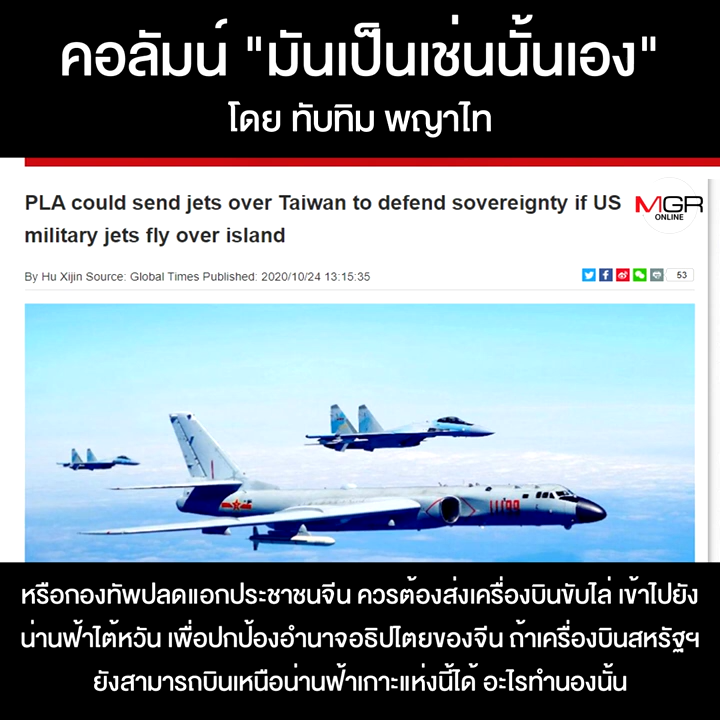 คอลัมน์ "มันเป็นเช่นนั้นเอง"
โดย ทับทิม พญาไท
PLA could send jets over Taiwan to defend sovereignty if US
military jets fly over island
MGR
ONLINE
By Hu Xijin Source: Global Times Published: 2020/10/24 13:15:35
53
11199
หรือกองทัพปลดแอกประชาชนจีน ควรต้องส่งเครื่องบินขับไล่ เข้าไปยัง
น่านฟ้าไต้หวัน เพื่อปกป้องอำนาจอธิปไตยของจีน ถ้าเครื่องบินสหรัฐฯ
ยังสามารถบินเหนือน่านฟ้าเกาะแห่งนี้ได้ อะไรทำนองนั้น